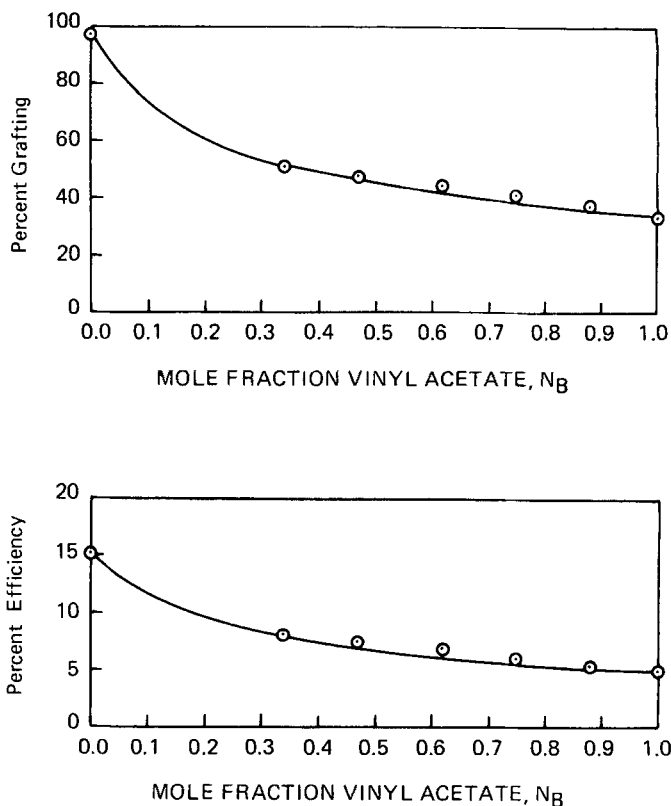 100
80
60
40
20
0
Percent Grafting
0.0 0.1 0.2 0.3 0.4 0.5 0.6 0.7 0.8 0.9 1.0
MOLE FRACTION VINYL ACETATE, NB
20
15
10
5
0
Percent Efficiency
0.0 0.1 0.2 0.3 0.4 0.5 0.6 0.7 0.8 0.9 1.0
MOLE FRACTION VINYL ACETATE, NB